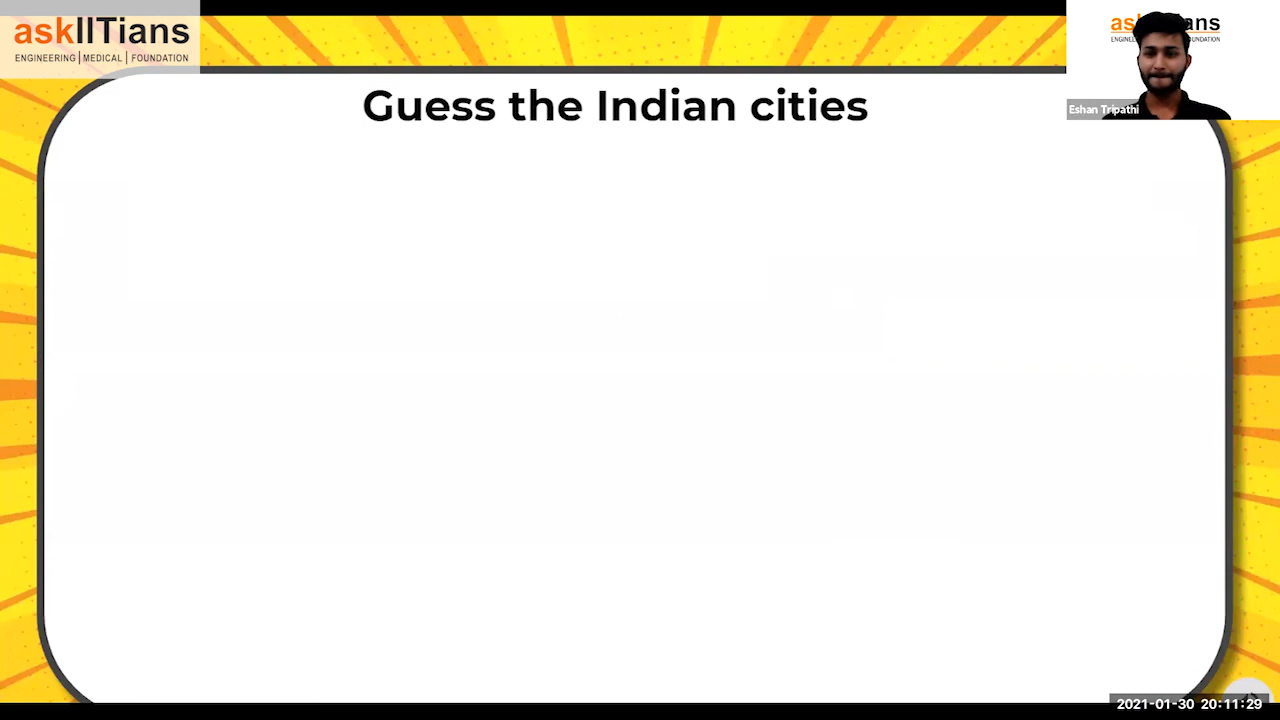 askIITians
ENGINEERING | MEDICAL | FOUNDATION
Guess the Indian cities
Eshan Tripathi
2021-01-30 20:11:29